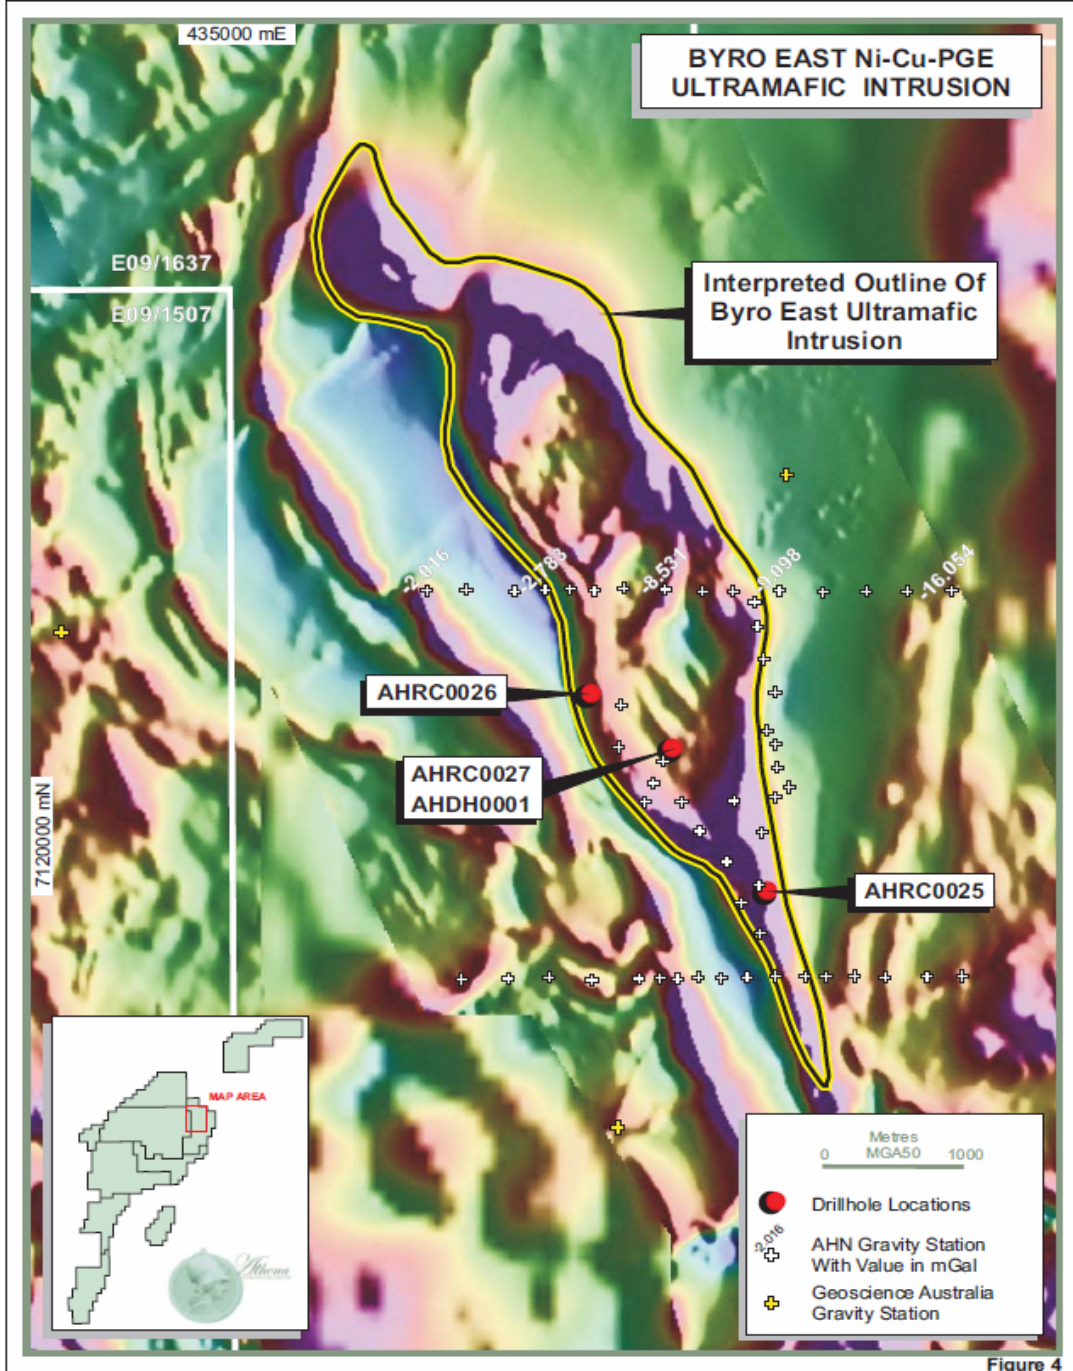 435000 mE
BYRO EAST Ni-Cu-PGE
ULTRAMAFIC INTRUSION
E09/1637
E09/1507
Interpreted Outline Of
Byro East Ultramafic
Intrusion
-2.016
-2.783
-8.531
-9.098
-16.054
AHRC0026
AHRC0027
AHDH0001
7120000 mN
AHRC0025
MAP AREA
Athena
Metres
MGA50
0 1000
Drillhole Locations
-2.016
AHN Gravity Station
With Value in mGal
Geoscience Australia
Gravity Station
Figure 4